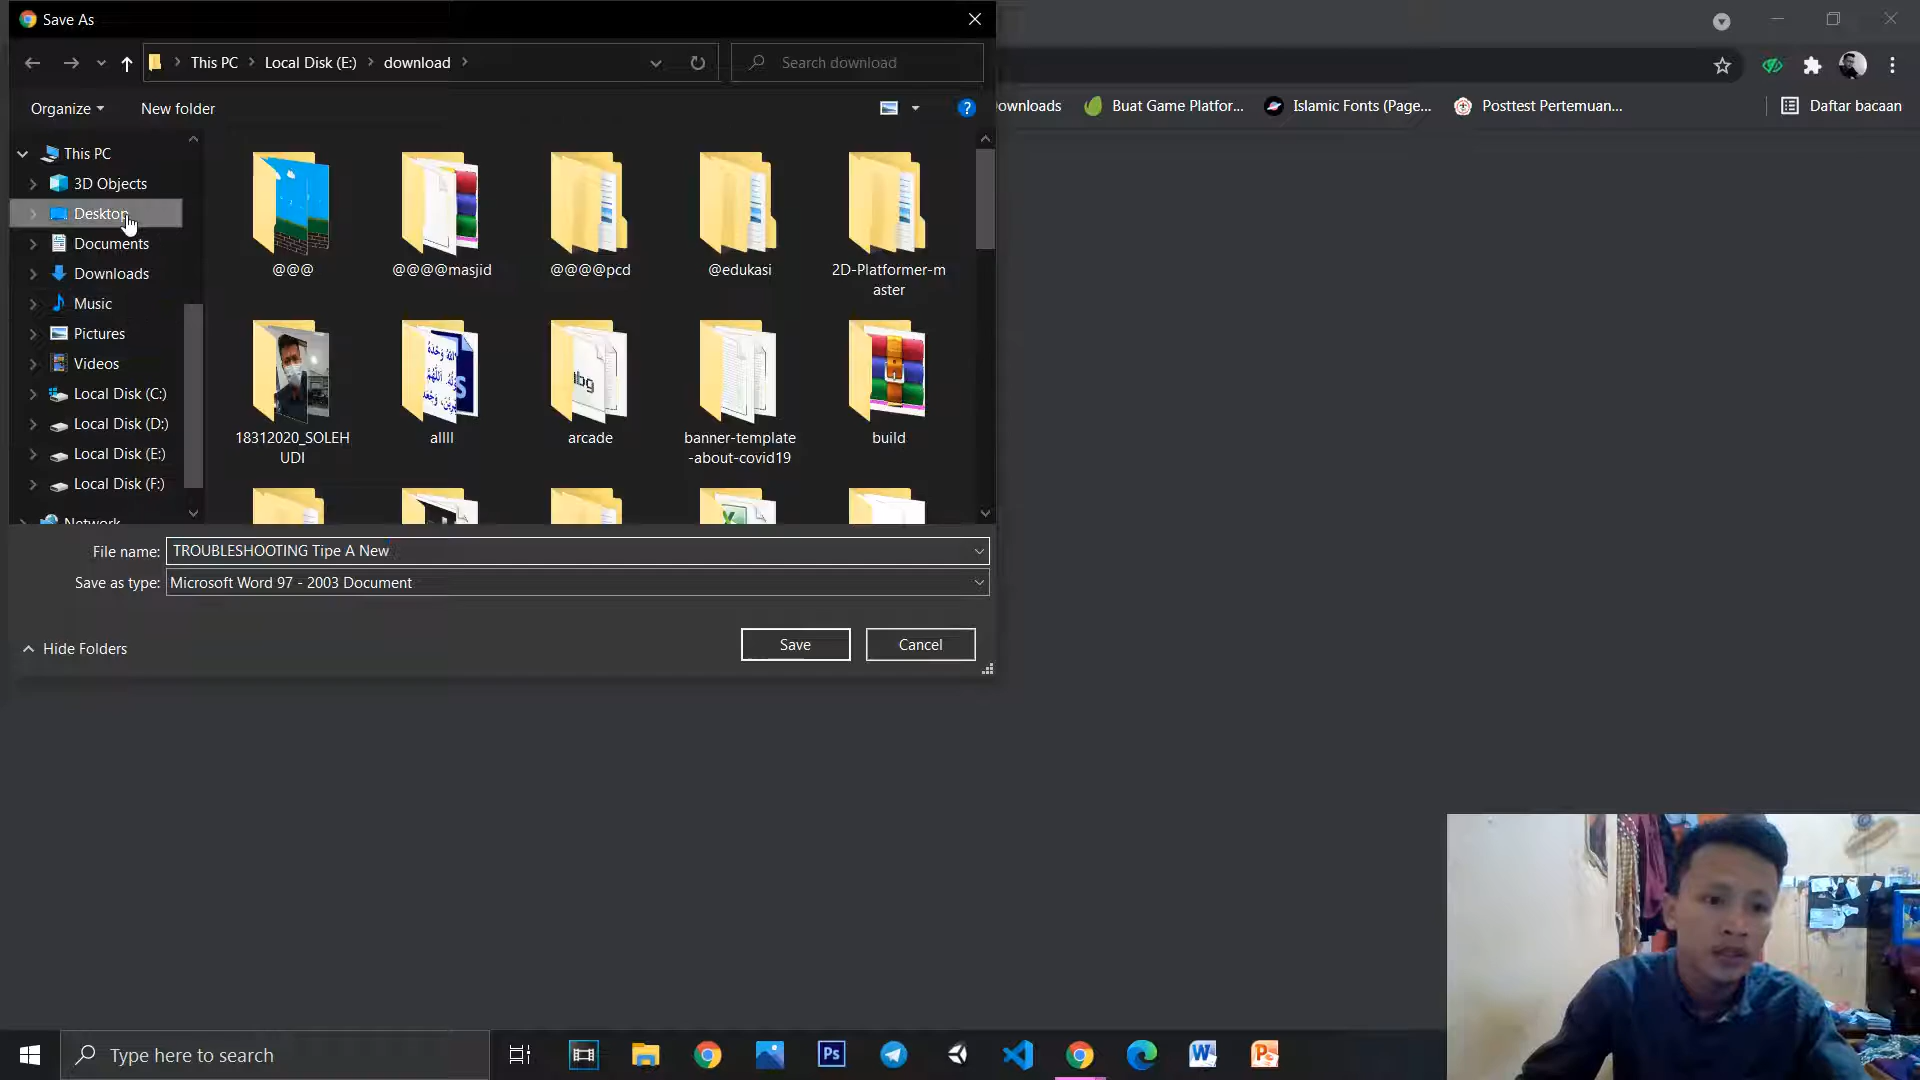 Save As
This PC
Local Disk (E:)
download
Search download
Organize
New folder
ownloads
Buat Game Platfor...
Islamic Fonts (Page...
Posttest Pertemuan...
Daftar bacaan
This PC
3D Objects
Desktop
Documents
Downloads
Music
Pictures
Videos
Local Disk (C:)
Local Disk (D:)
Local Disk (E:)
Local Disk (F:)
Network
@@@
@@@@masjid
@@@@pcd
@edukasi
2D-Platformer-m
aster
18312020_SOLEH
UDI
allll
arcade
banner-template
-about-covid19
build
File name:
TROUBLESHOOTING Tipe A New
Save as type:
Microsoft Word 97 - 2003 Document
Hide Folders
Save
Cancel
Type here to search
Ps